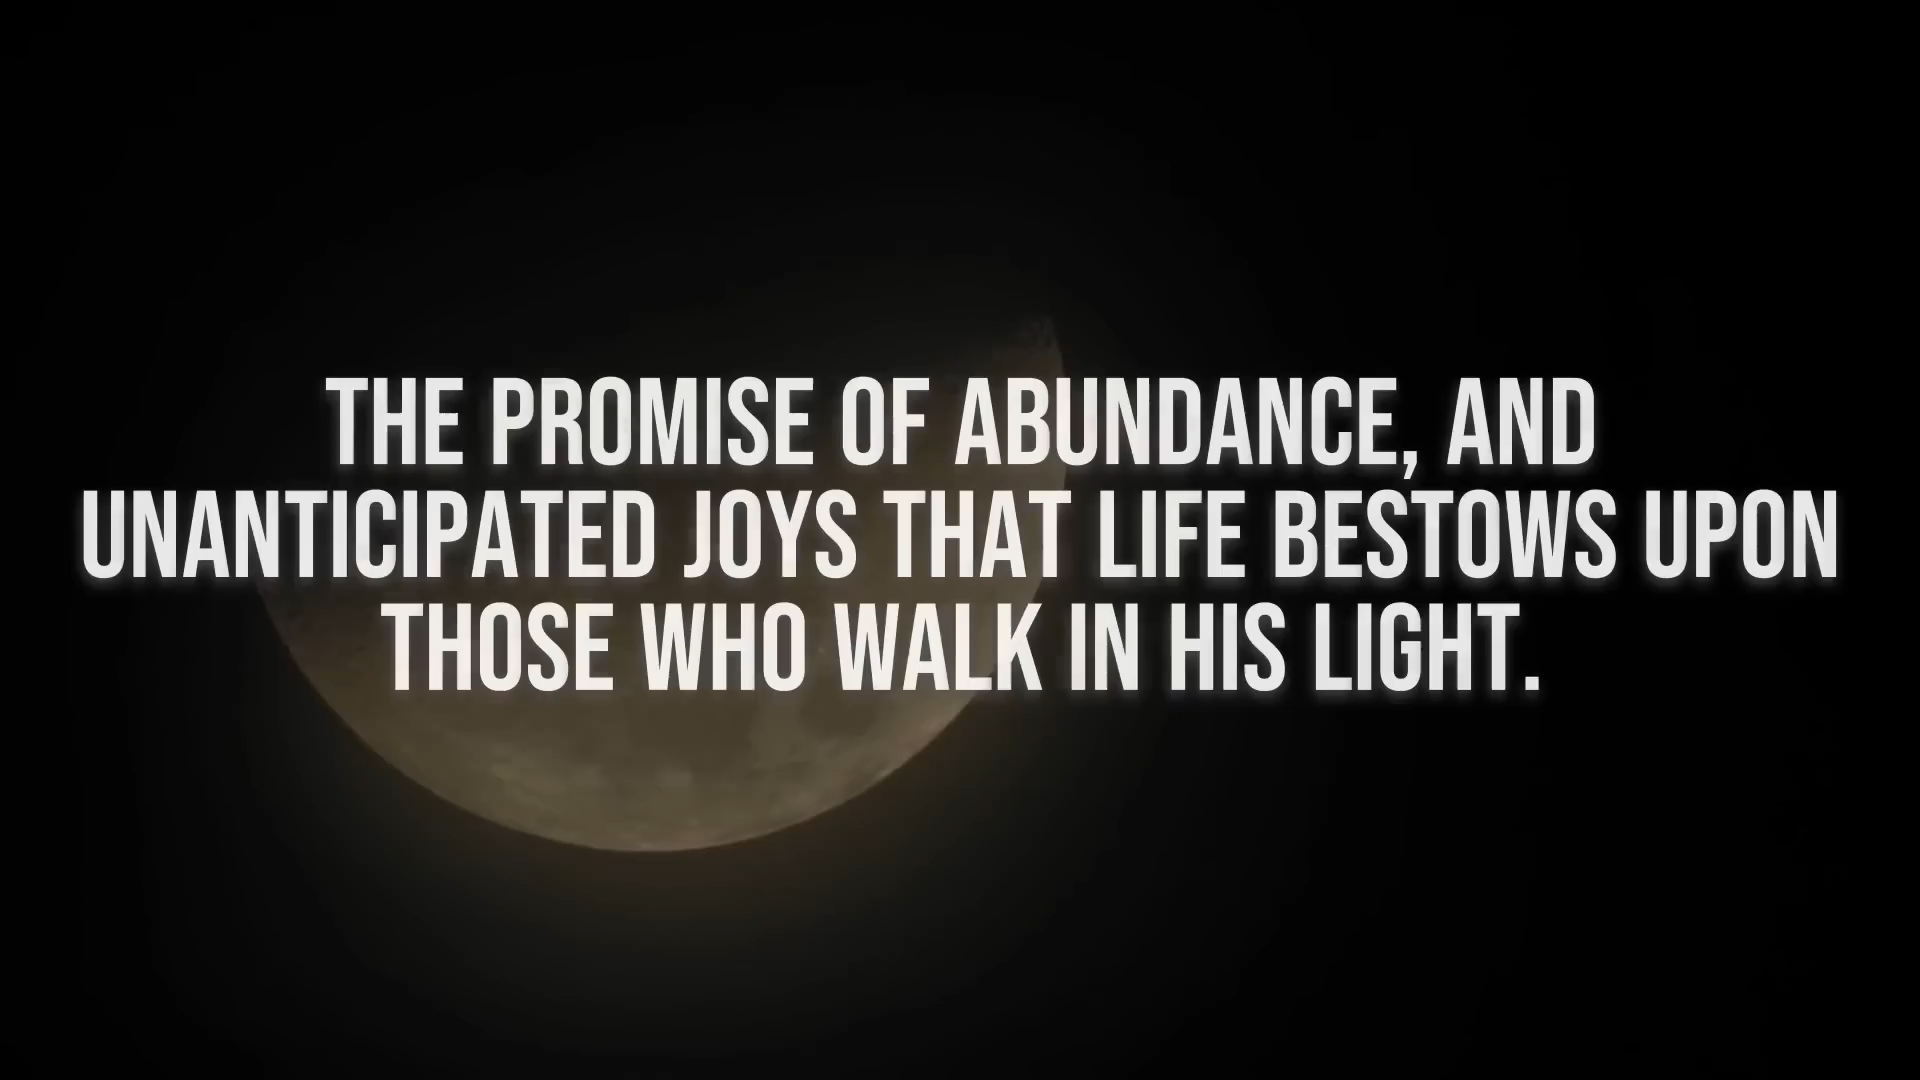 THE PROMISE OF ABUNDANCE, AND
UNANTICIPATED JOYS THAT LIFE BESTOWS UPON
THOSE WHO WALK IN HIS LIGHT.